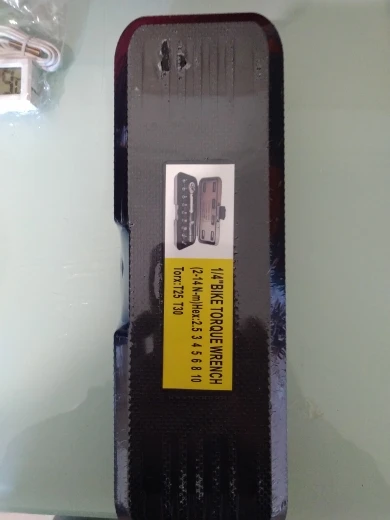 1/4"BIKE TORQUE WRENCH
(2-14 N-m)Hex:2.5 3 4 5 6 8 10
Torx:T25 T30